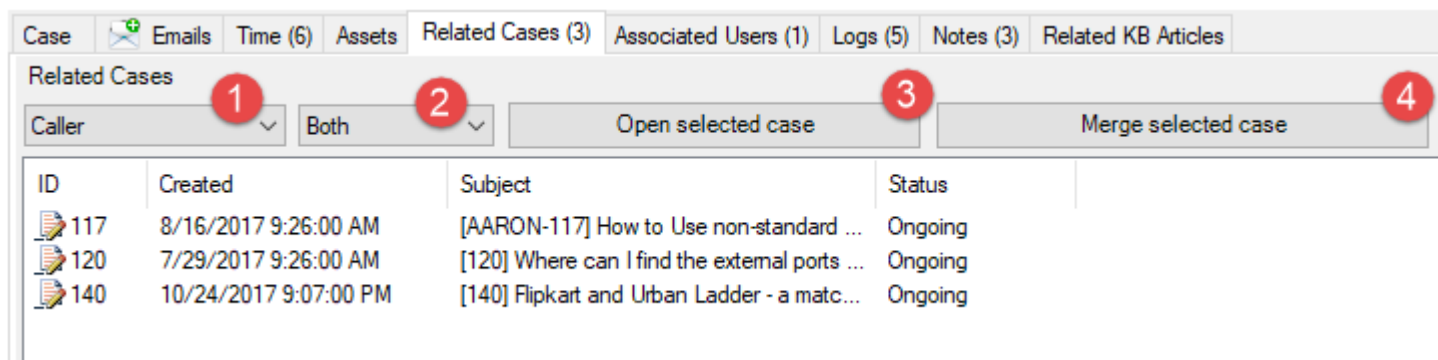 Case Emails Time (6) Assets Related Cases (3) Associated Users (1) Logs (5) Notes (3) Related KB Articles
Related Cases
1 2 3 4
Caller Both Open selected case Merge selected case
ID Created Subject Status
117 8/16/2017 9:26:00 AM [AARON-117] How to Use non-standard ... Ongoing
120 7/29/2017 9:26:00 AM [120] Where can I find the external ports ... Ongoing
140 10/24/2017 9:07:00 PM [140] Flipkart and Urban Ladder - a matc... Ongoing